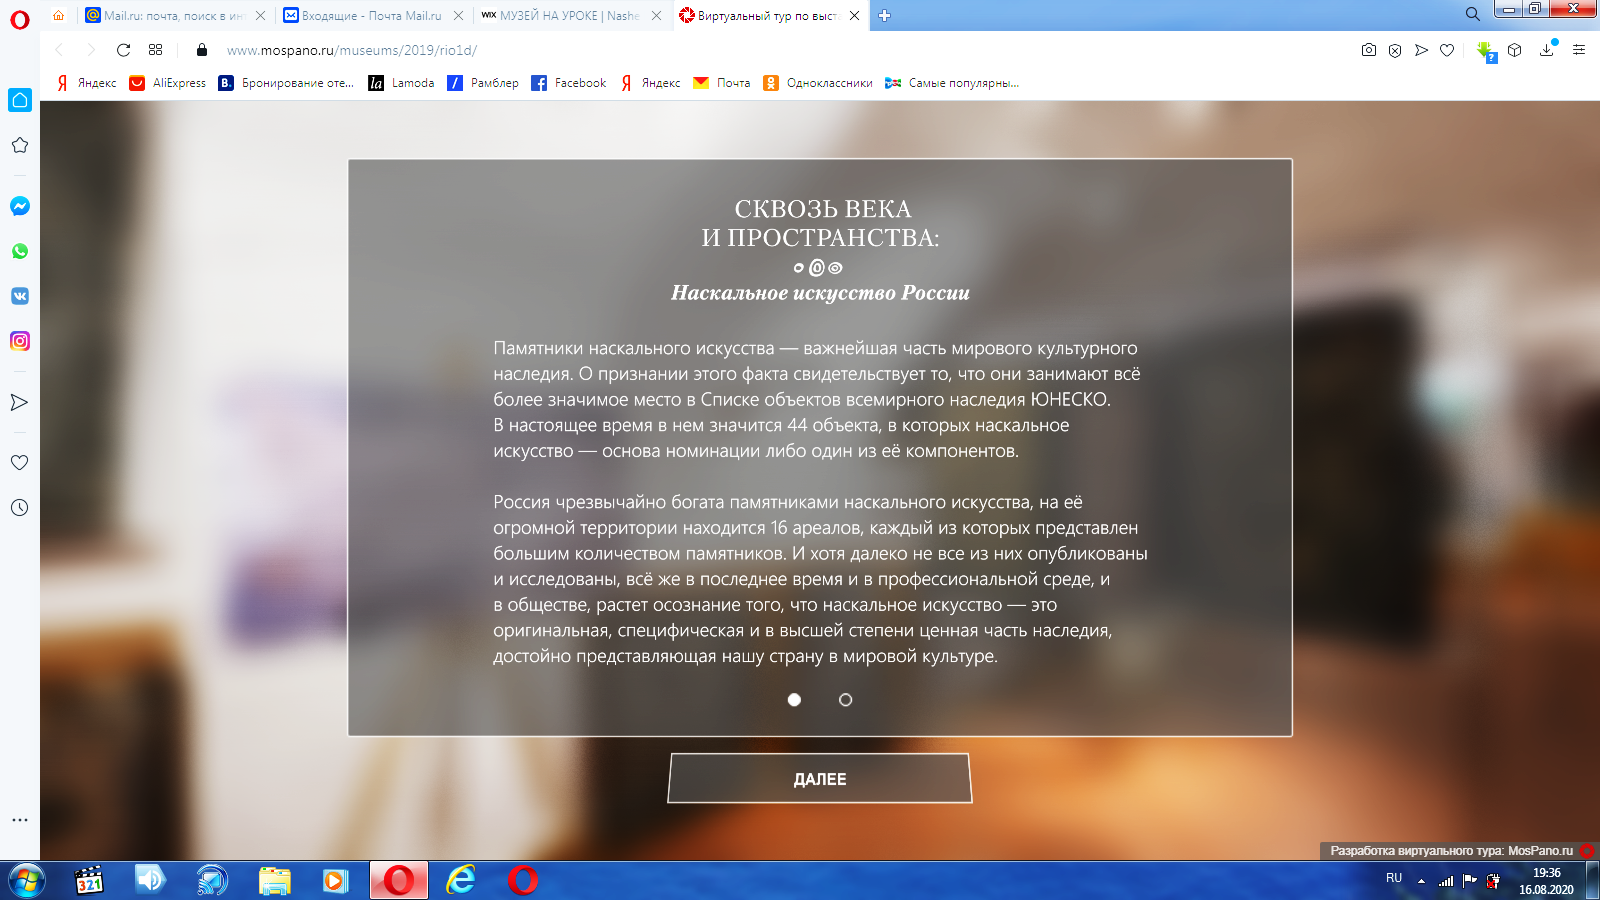 Mail.ru: почта, поиск в инт
Входящие - Почта Mail.ru
WIX МУЗЕЙ НА УРОКЕ | Nashe
Виртуальный тур по выст
www.mospano.ru/museums/2019/rio1d/
Яндекс
AliExpress
B. Бронирование оте...
la Lamoda
Рамблер
Facebook
Яндекс
Почта
Одноклассники
Самые популярны...
СКВОЗЬ ВЕКА
И ПРОСТРАНСТВА:
Наскальное искусство России
Памятники наскального искусства — важнейшая часть мирового культурного
наследия. О признании этого факта свидетельствует то, что они занимают всё
более значимое место в Списке объектов всемирного наследия ЮНЕСКО.
В настоящее время в нем значится 44 объекта, в которых наскальное
искусство — основа номинации либо один из её компонентов.
Россия чрезвычайно богата памятниками наскального искусства, на её
огромной территории находится 16 ареалов, каждый из которых представлен
большим количеством памятников. И хотя далеко не все из них опубликованы
и исследованы, всё же в последнее время и в профессиональной среде, и
в обществе, растет осознание того, что наскальное искусство — это
оригинальная, специфическая и в высшей степени ценная часть наследия,
достойно представляющая нашу страну в мировой культуре.
ДАЛЕЕ
Разработка виртуального тура: MosPano.ru
321
RU
19:36
16.08.2020